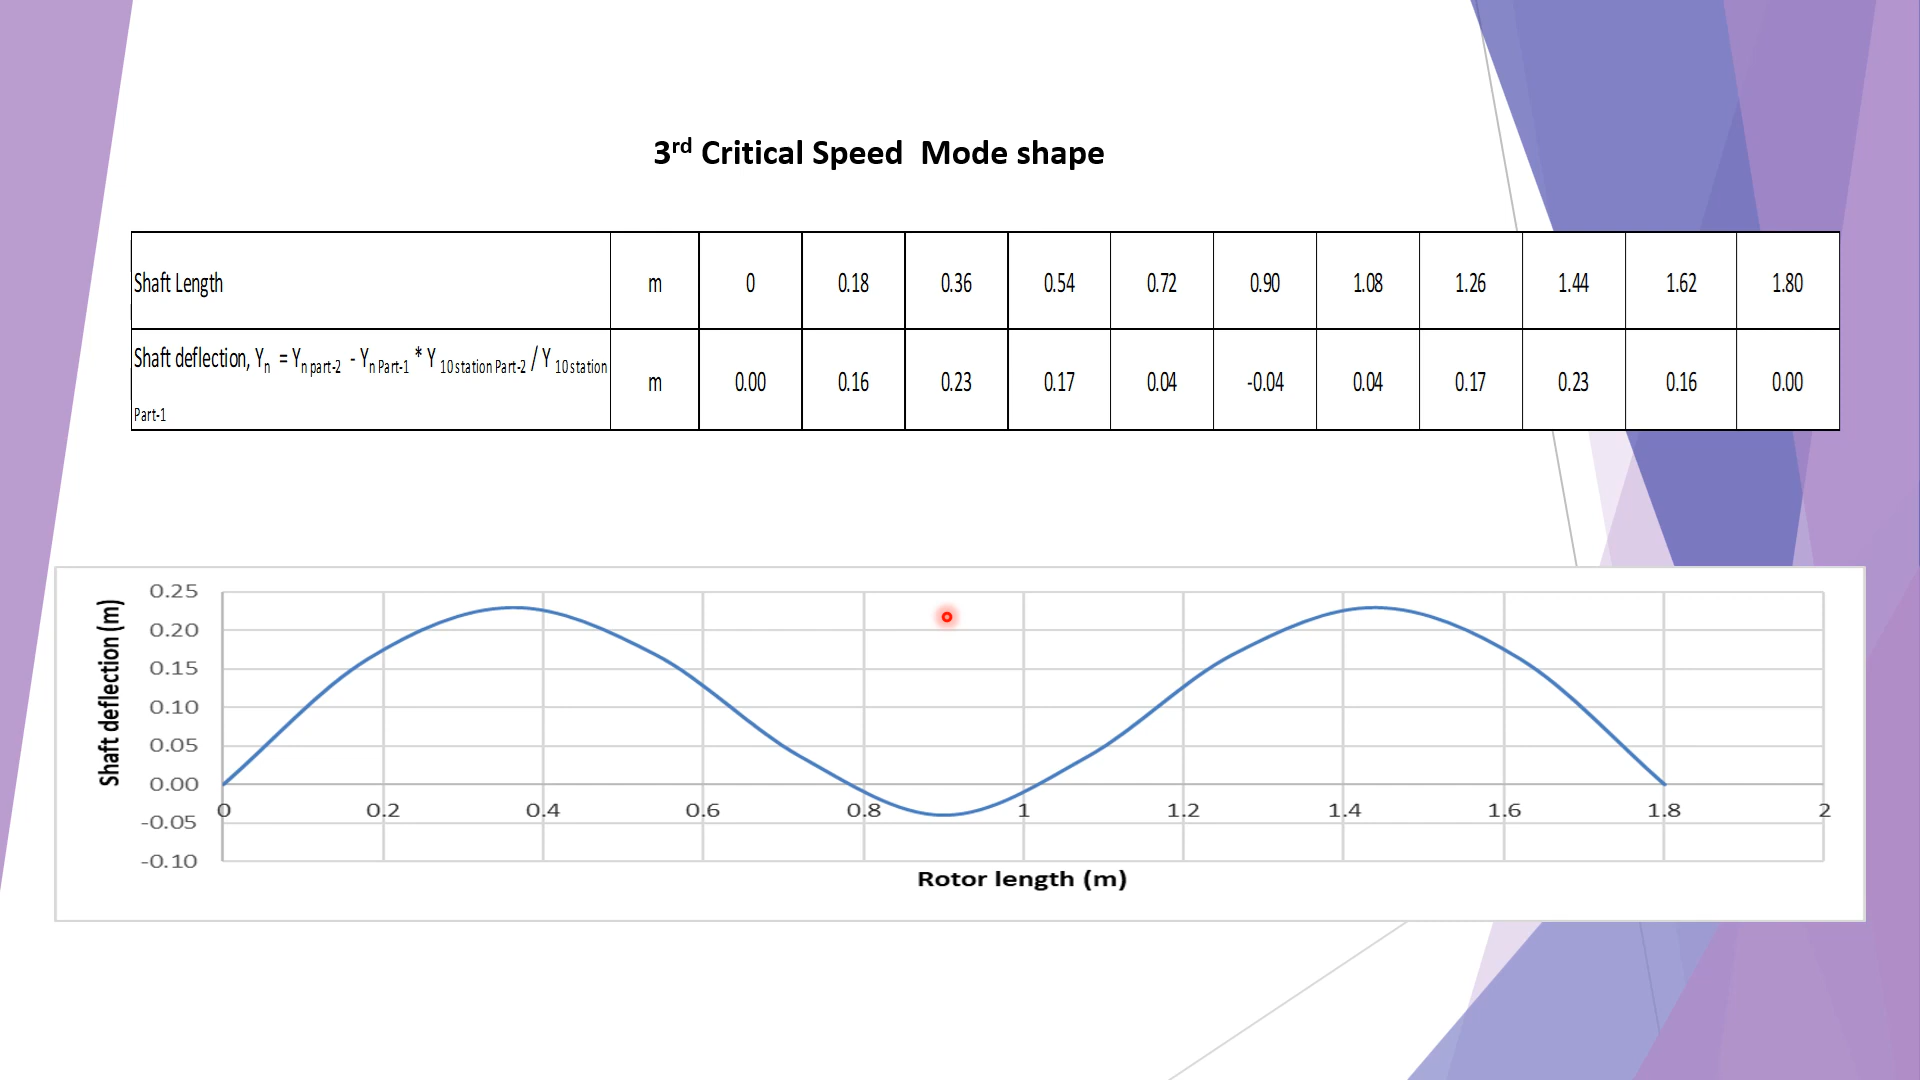 3rd Critical Speed Mode shape
Shaft Length m 0 0.18 0.36 0.54 0.72 0.90 1.08 1.26 1.44 1.62 1.80
Shaft deflection, Yn = Yn part-2 - Yn Part-1 * Y 10 station Part-2 / Y 10 station
Part-1
m 0.00 0.16 0.23 0.17 0.04 -0.04 0.04 0.17 0.23 0.16 0.00
Shaft deflection (m)
0.25
0.20
0.15
0.10
0.05
0.00
-0.05
-0.10
0 0.2 0.4 0.6 0.8 1 1.2 1.4 1.6 1.8 2
Rotor length (m)